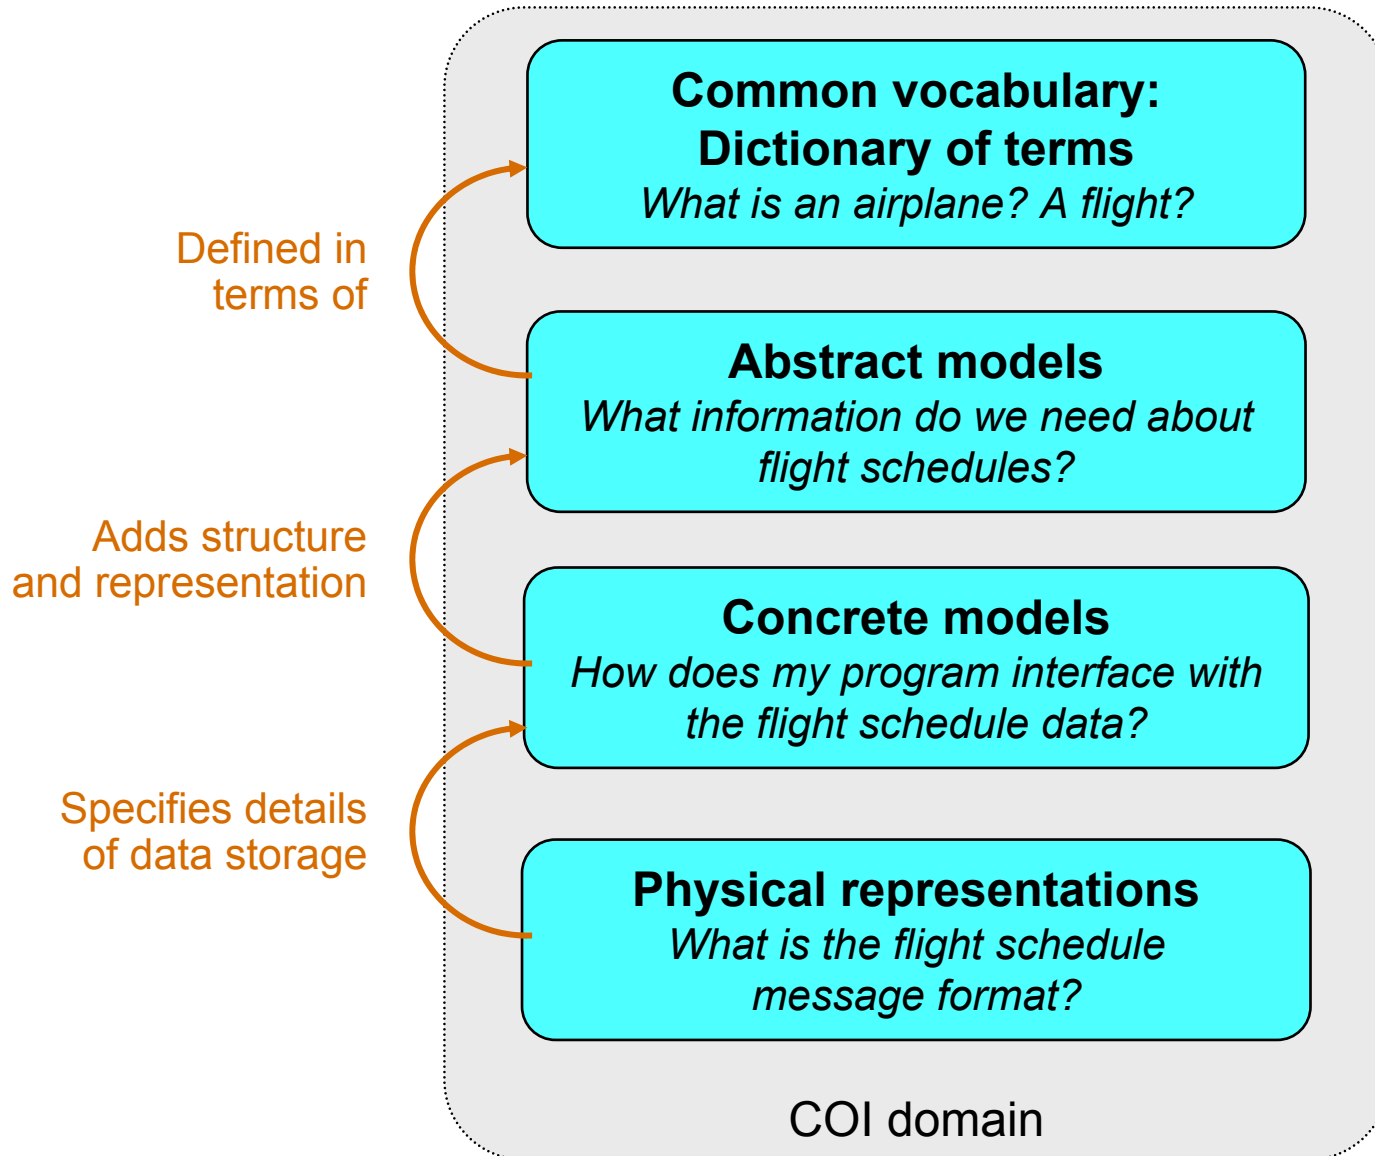 Common vocabulary:
Dictionary of terms
What is an airplane? A flight?
Defined in
terms of
Abstract models
What information do we need about
flight schedules?
Adds structure
and representation
Concrete models
How does my program interface with
the flight schedule data?
Specifies details
of data storage
Physical representations
What is the flight schedule
message format?
COI domain